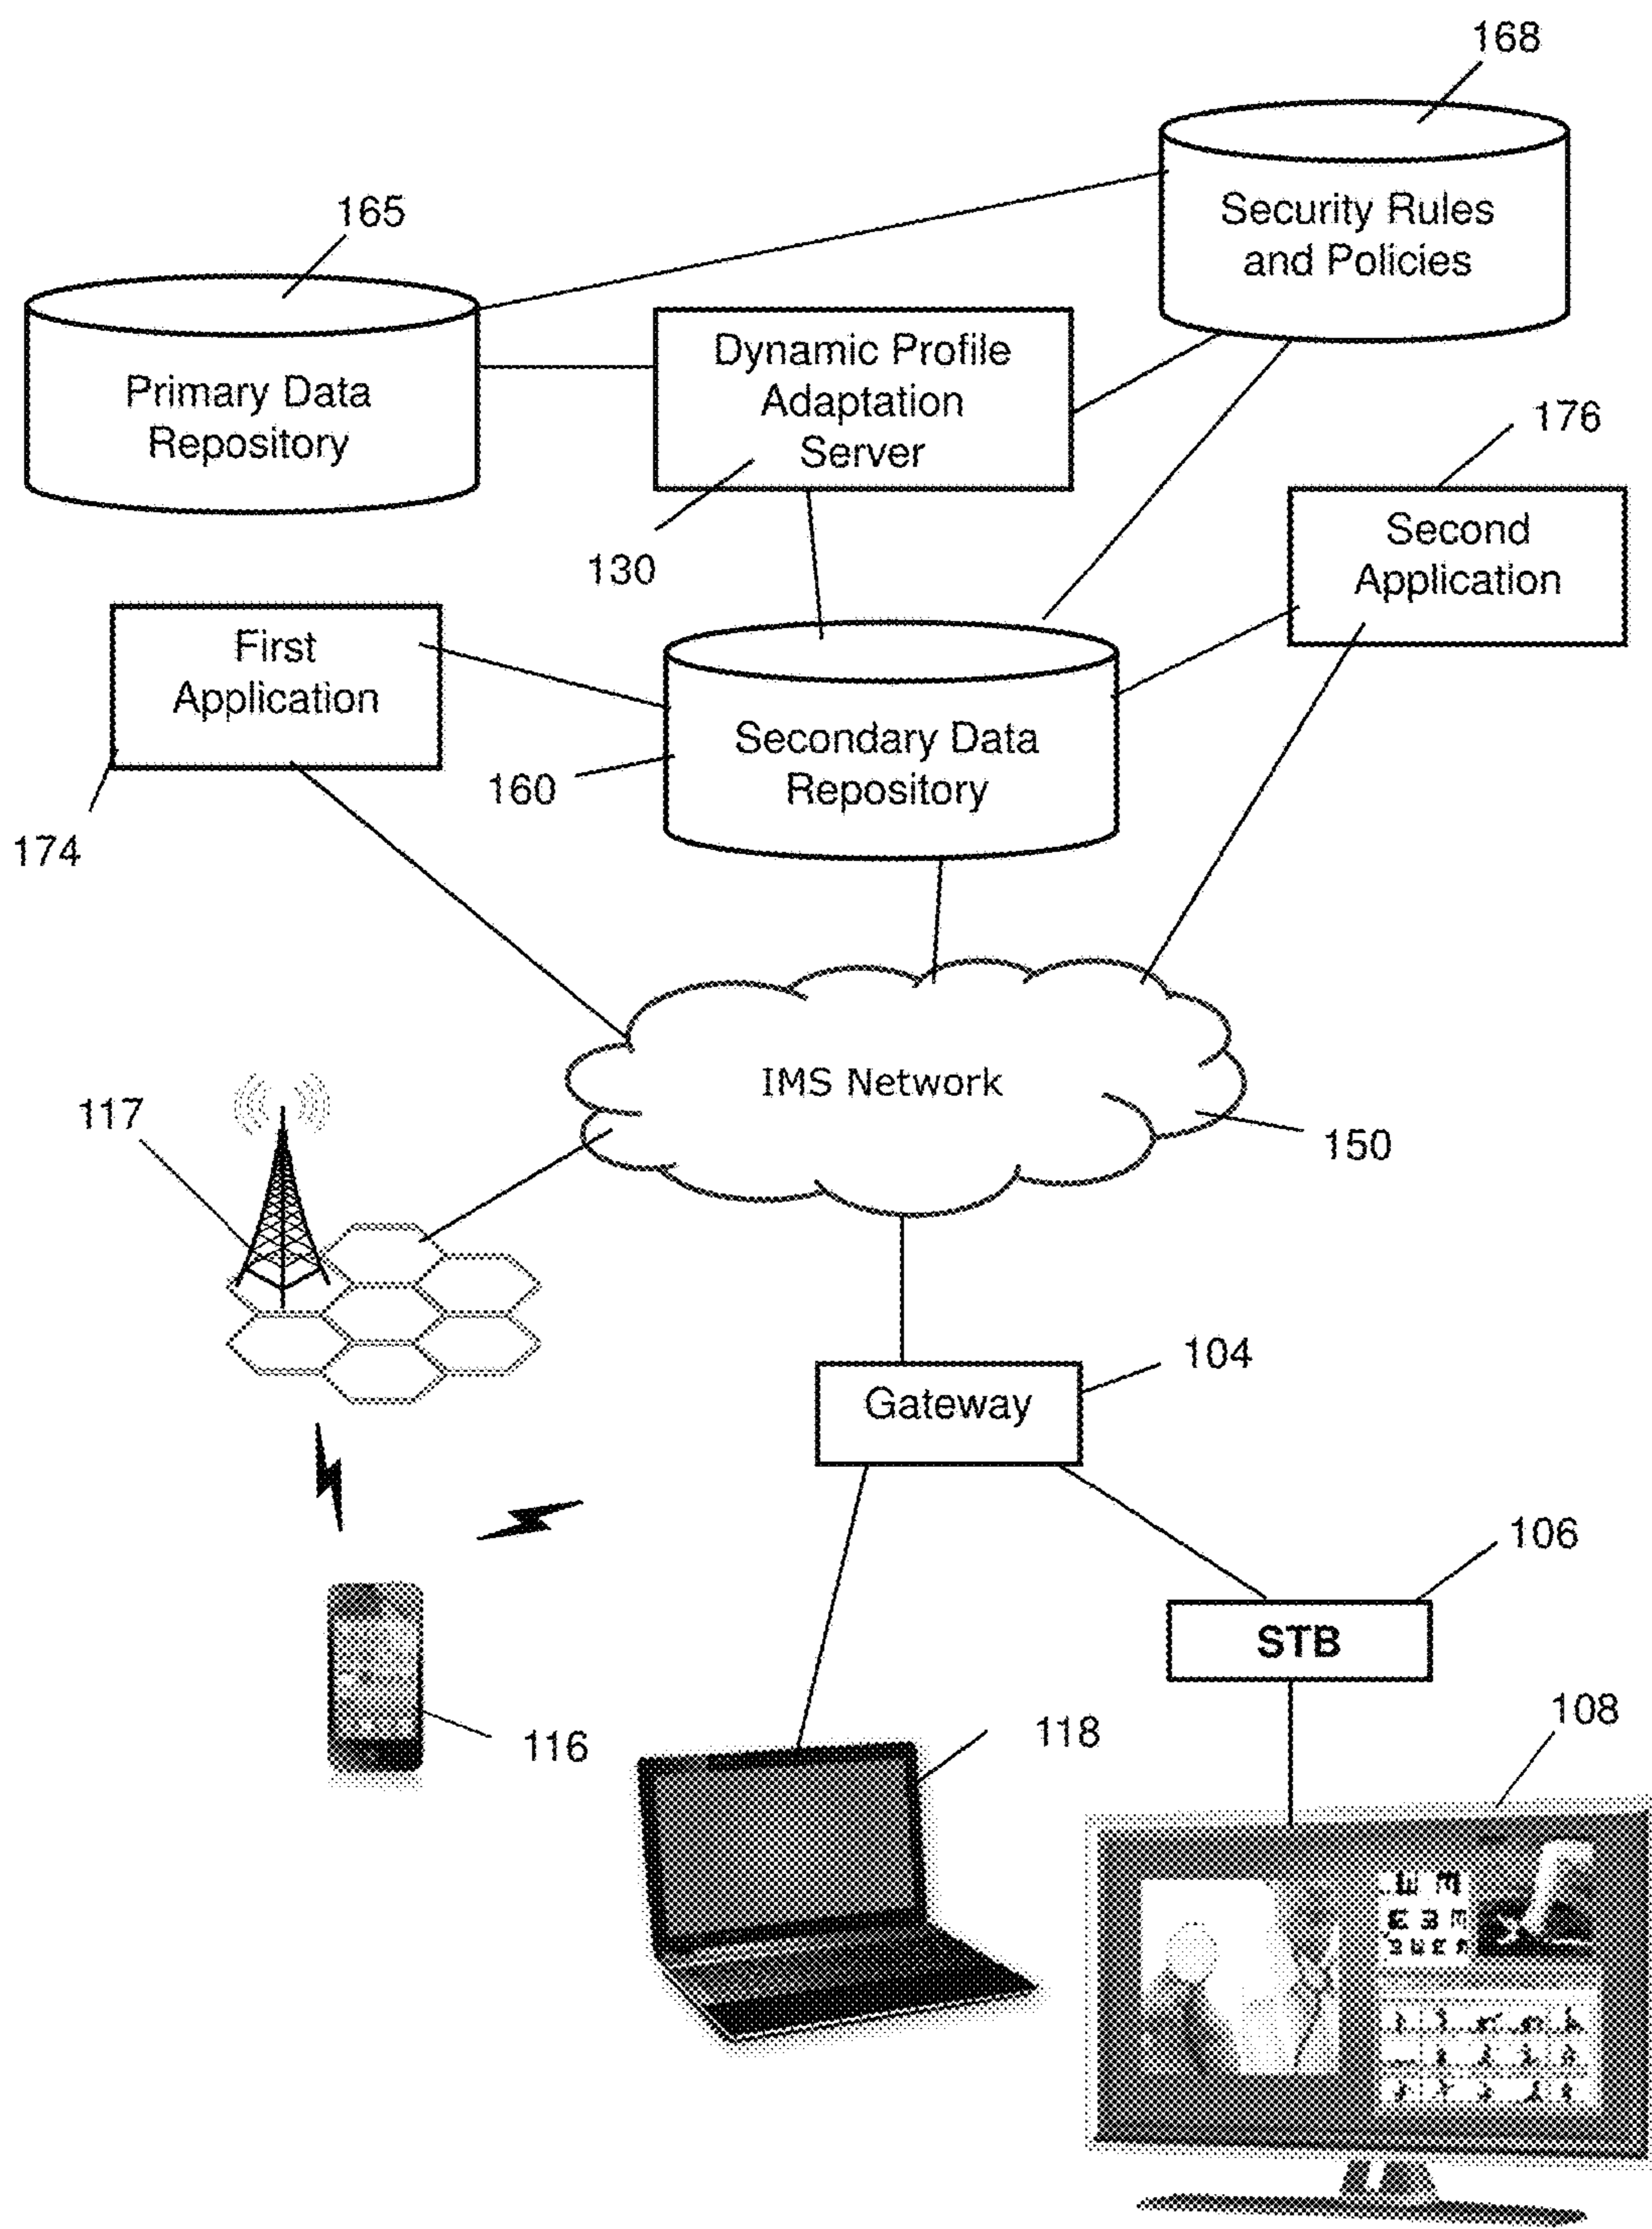 168
Security Rules
and Policies
165
Primary Data
Repository
Dynamic Profile
Adaptation
Server
130
176
Second
Application
First
Application
174
Secondary Data
Repository
160
IMS Network
150
117
104
Gateway
106
STB
116
118
108